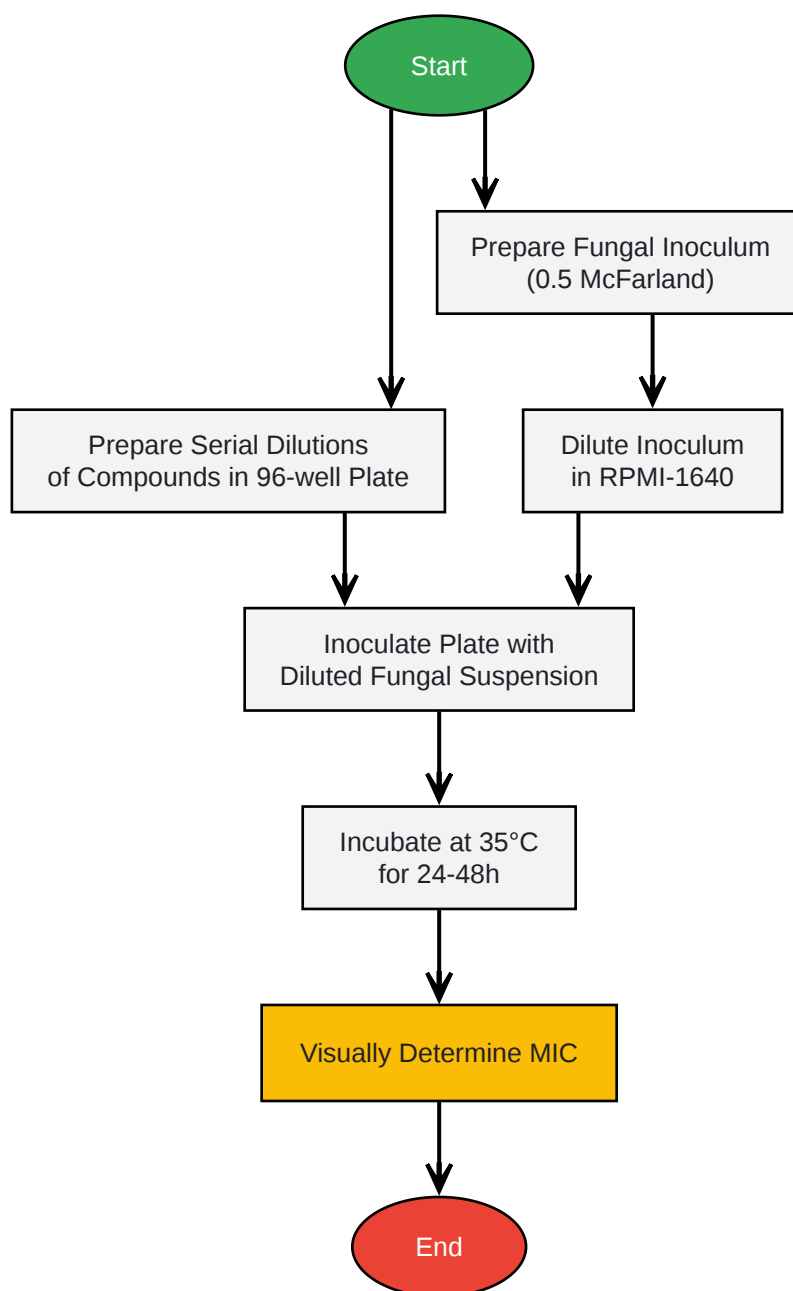 Start
Prepare Fungal Inoculum
(0.5 McFarland)
Prepare Serial Dilutions
of Compounds in 96-well Plate
Dilute Inoculum
in RPMI-1640
Inoculate Plate with
Diluted Fungal Suspension
Incubate at 35°C
for 24-48h
Visually Determine MIC
End